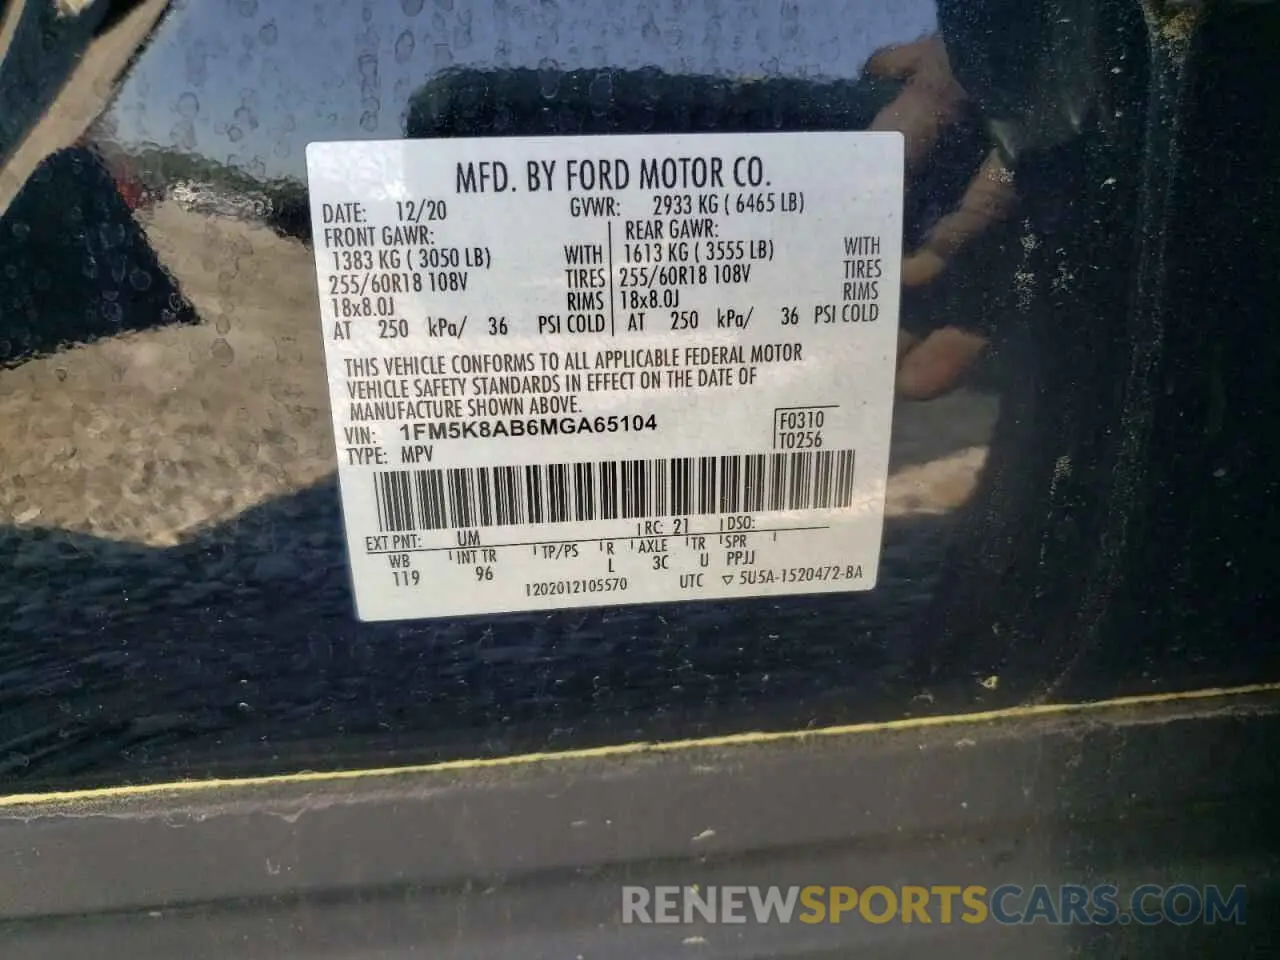 MFD. BY FORD MOTOR CO.
DATE: 12/20 GVWR: 2933 KG ( 6465 LB)
FRONT GAWR: REAR GAWR:
1383 KG ( 3050 LB) WITH 1613 KG ( 3555 LB) WITH
255/60R18 108V TIRES 255/60R18 108V TIRES
18x8.0J RIMS 18x8.0J RIMS
AT 250 kPa/ 36 PSI COLD AT 250 kPa/ 36 PSI COLD
THIS VEHICLE CONFORMS TO ALL APPLICABLE FEDERAL MOTOR
VEHICLE SAFETY STANDARDS IN EFFECT ON THE DATE OF
MANUFACTURE SHOWN ABOVE.
VIN: 1FM5K8AB6MGA65104 F0310
TYPE: MPV T0256
EXT PNT: UM RC: 21 DSO:
WB INT TR TP/PS R AXLE TR SPR
119 96 L 3C U PPJJ
1202012105570 UTC ▽ 5U5A-1520472-BA
RENEWSPORTSCARS.COM